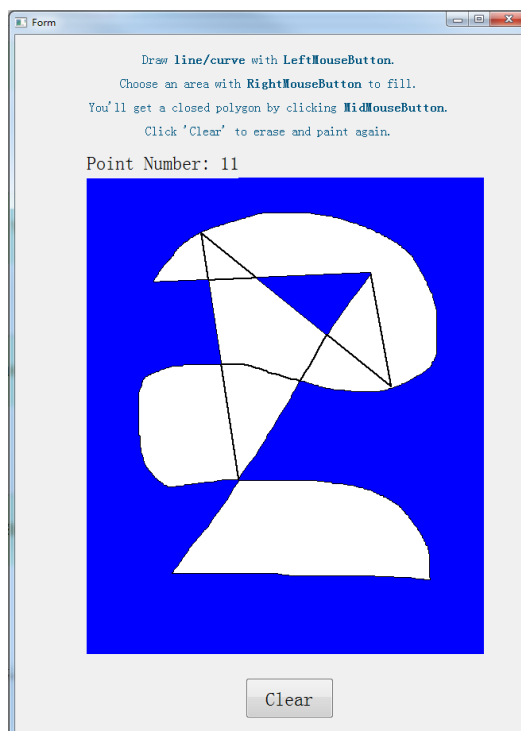 Form
Draw line/curve with LeftMouseButton.
Choose an area with RightMouseButton to fill.
You'll get a closed polygon by clicking MidMouseButton.
Click 'Clear' to erase and paint again.
Point Number: 11
Clear